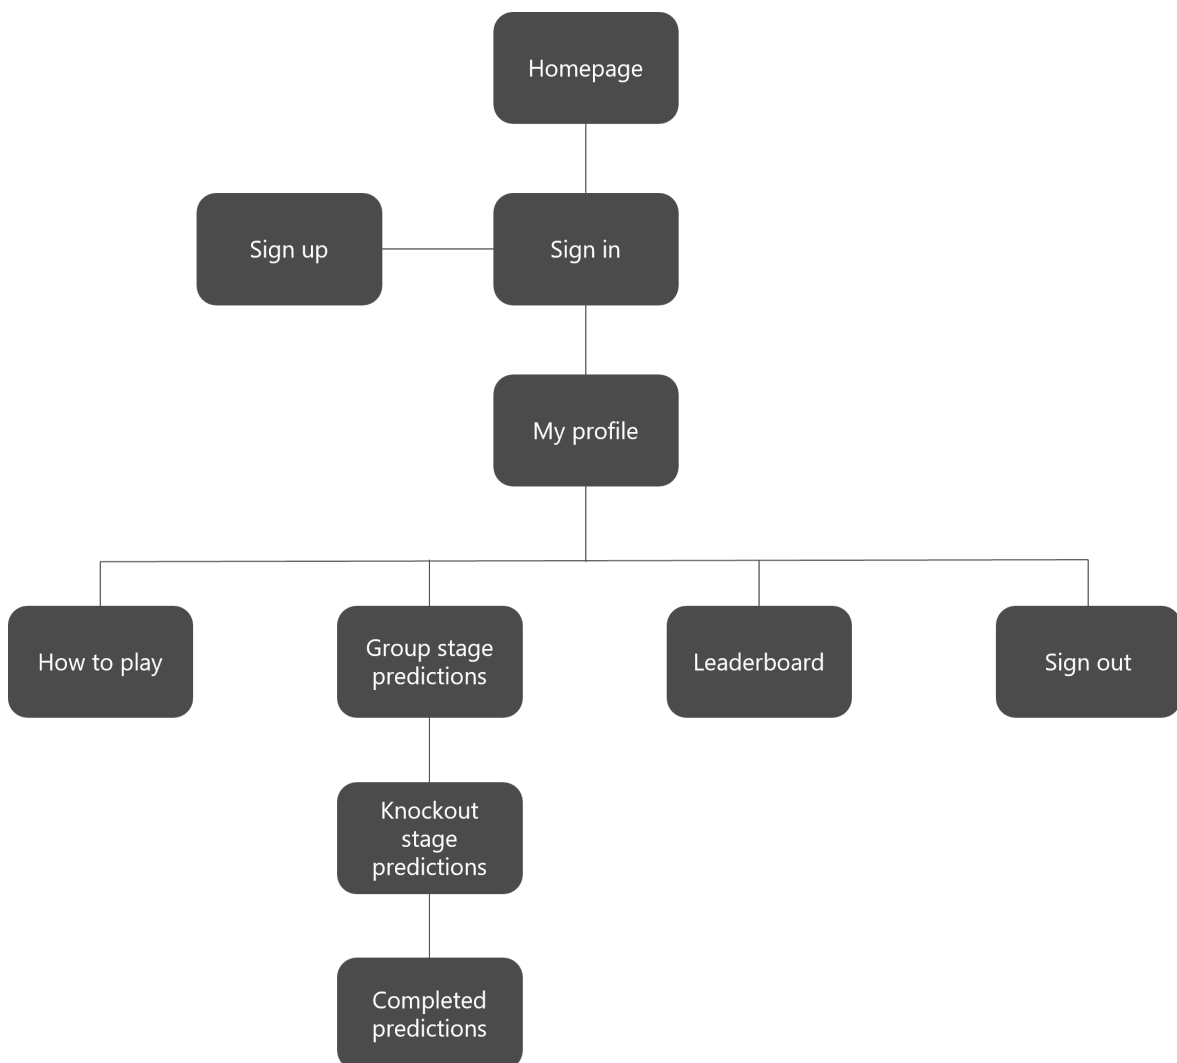 Homepage
Sign up
Sign in
My profile
How to play
Group stage
predictions
Leaderboard
Sign out
Knockout
stage
predictions
Completed
predictions